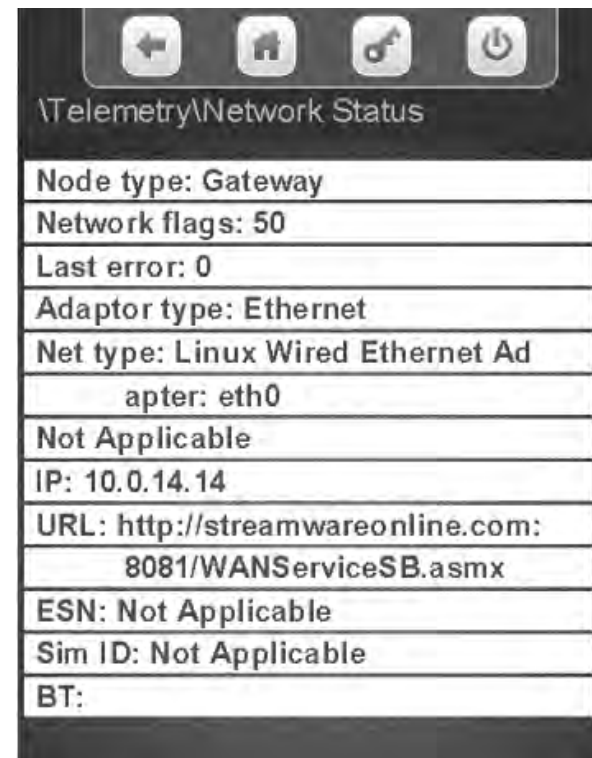 \Telemetry\Network Status
Node type: Gateway
Network flags: 50
Last error: 0
Adaptor type: Ethernet
Net type: Linux Wired Ethernet Ad
apter: eth0
Not Applicable
IP: 10.0.14.14
URL: http://streamwareonline.com:
8081/WANServiceSB.asmx
ESN: Not Applicable
Sim ID: Not Applicable
BT: